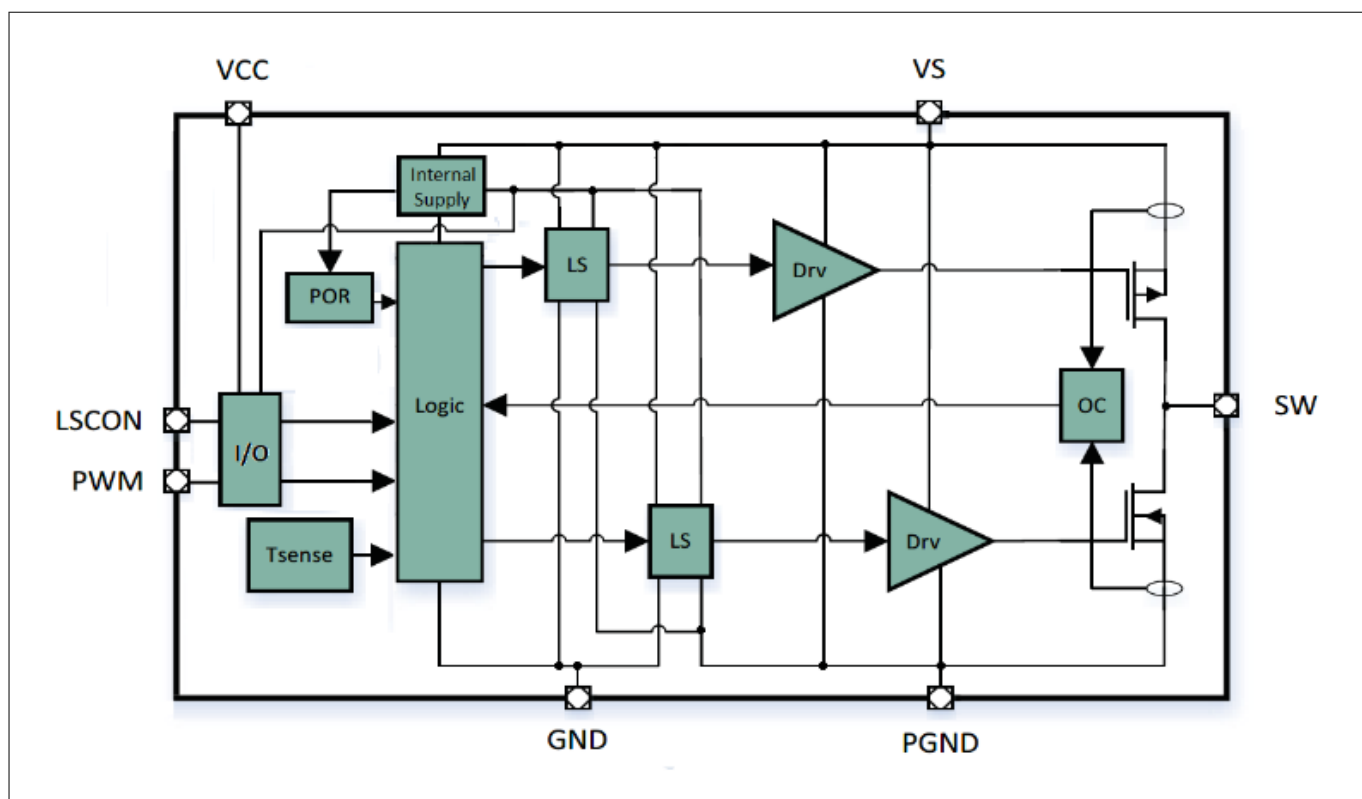 VCC
VS
Internal
Supply
LS
Drv
POR
Logic
OC
SW
LSCON
I/O
PWM
Tsense
LS
Drv
GND
PGND